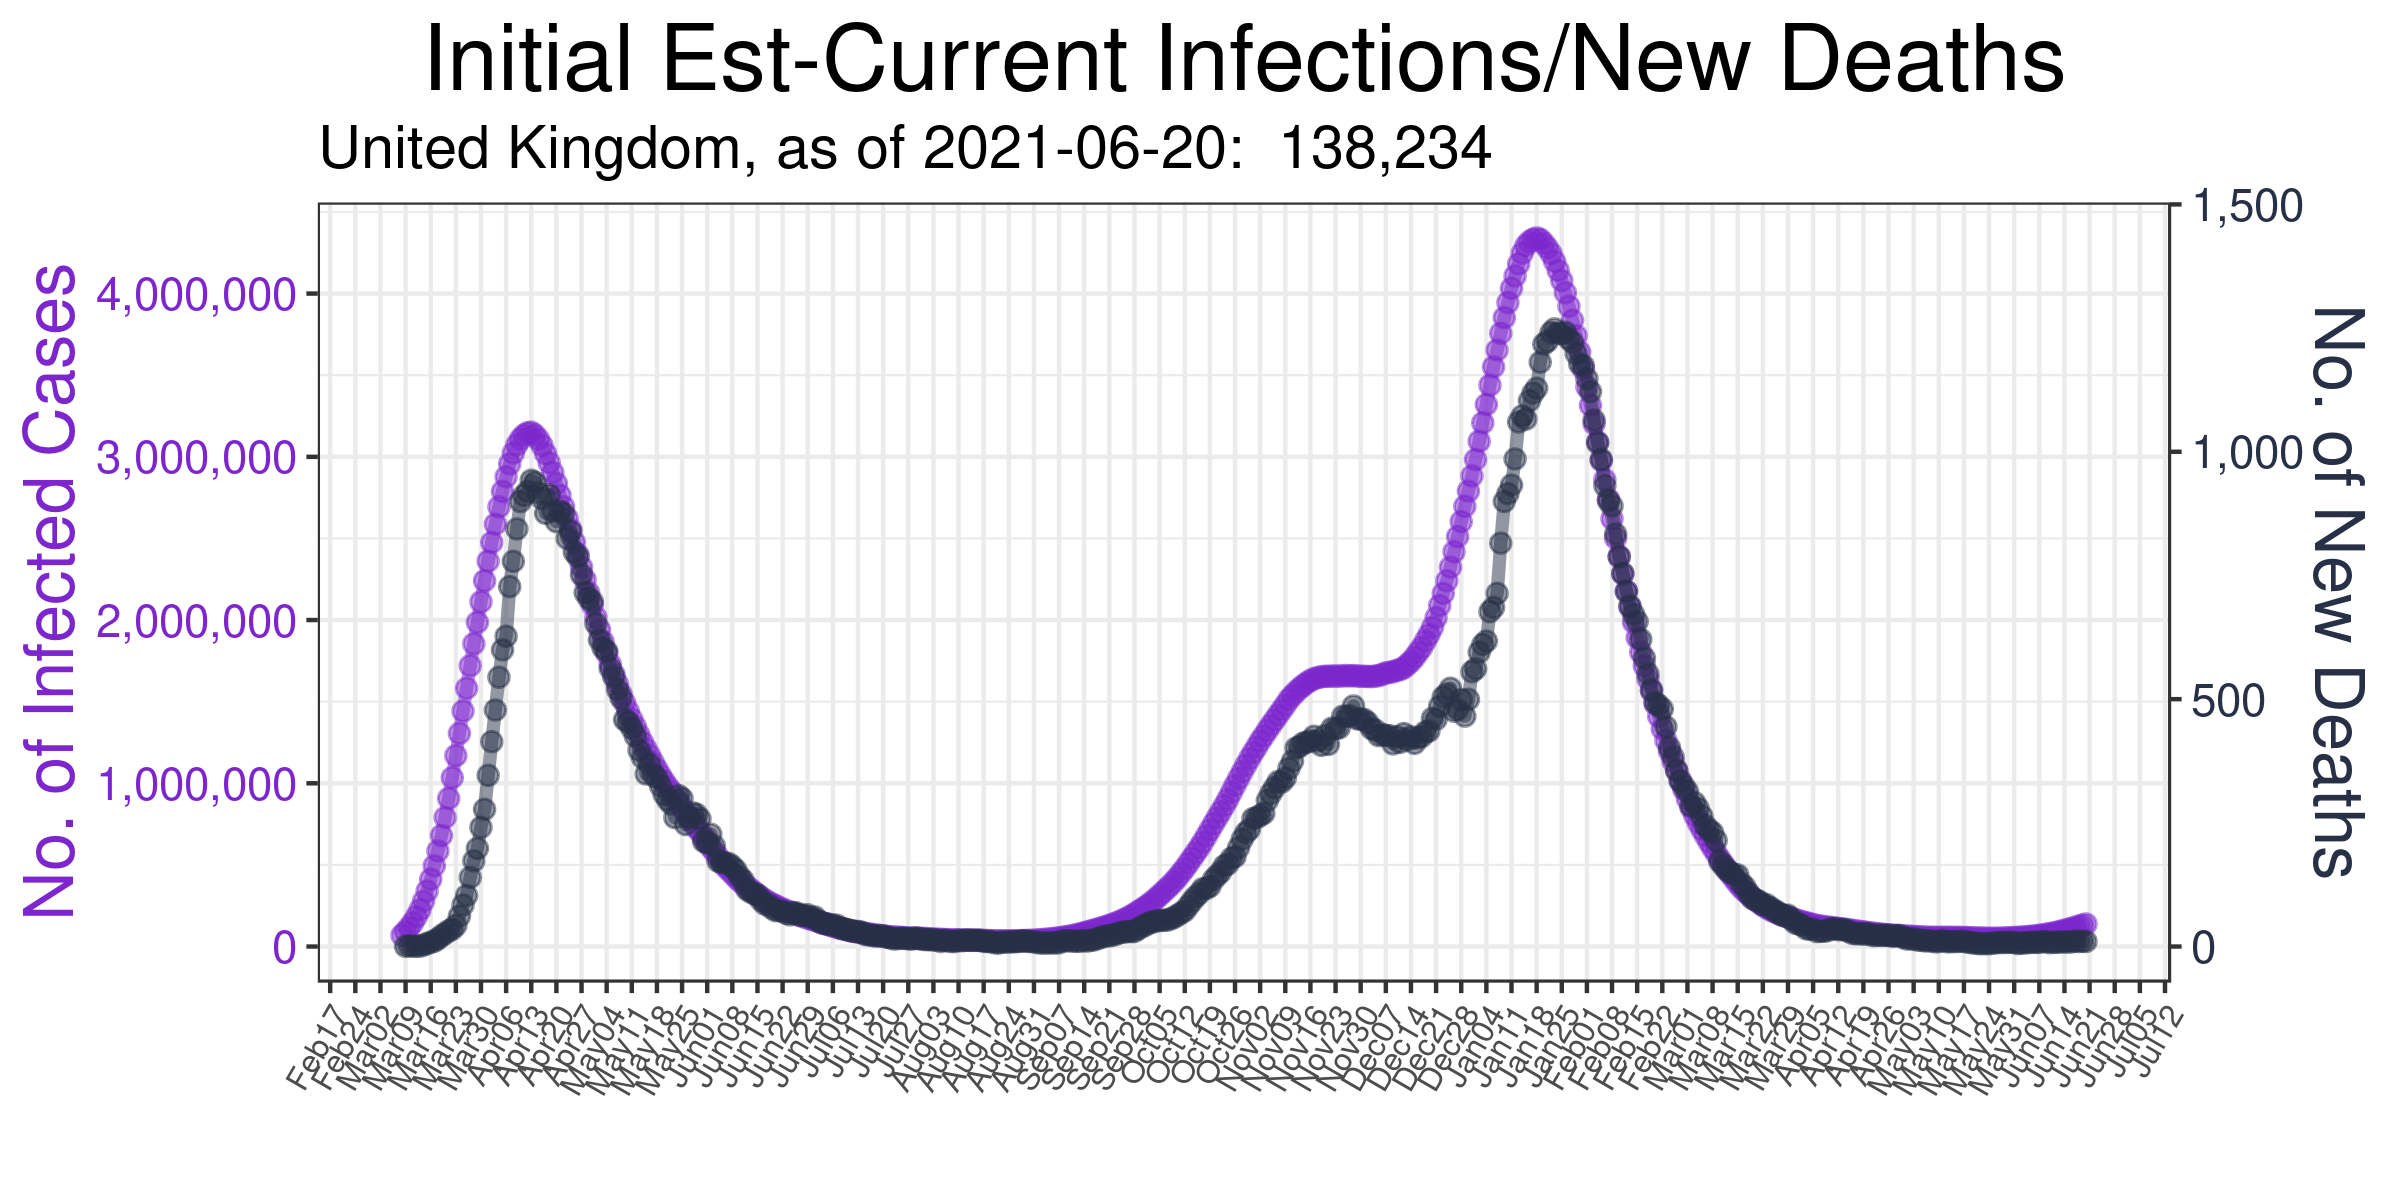 Initial Est-Current Infections/New Deaths
United Kingdom, as of 2021-06-20:  138,234
No. of Infected Cases
4,000,000
3,000,000
2,000,000
1,000,000
0
1,500
1,000
500
0
No. of New Deaths
Feb17
Feb24
Mar02
Mar09
Mar16
Mar23
Mar30
Apr06
Apr13
Apr20
Apr27
May04
May11
May18
May25
Jun01
Jun08
Jun15
Jun22
Jun29
Jul06
Jul13
Jul20
Jul27
Aug03
Aug10
Aug17
Aug24
Aug31
Sep07
Sep14
Sep21
Sep28
Oct05
Oct12
Oct19
Oct26
Nov02
Nov09
Nov16
Nov23
Nov30
Dec07
Dec14
Dec21
Dec28
Jan04
Jan11
Jan18
Jan25
Feb01
Feb08
Feb15
Feb22
Mar01
Mar08
Mar15
Mar22
Mar29
Apr05
Apr12
Apr19
Apr26
May03
May10
May17
May24
May31
Jun07
Jun14
Jun21
Jun28
Jul05
Jul12